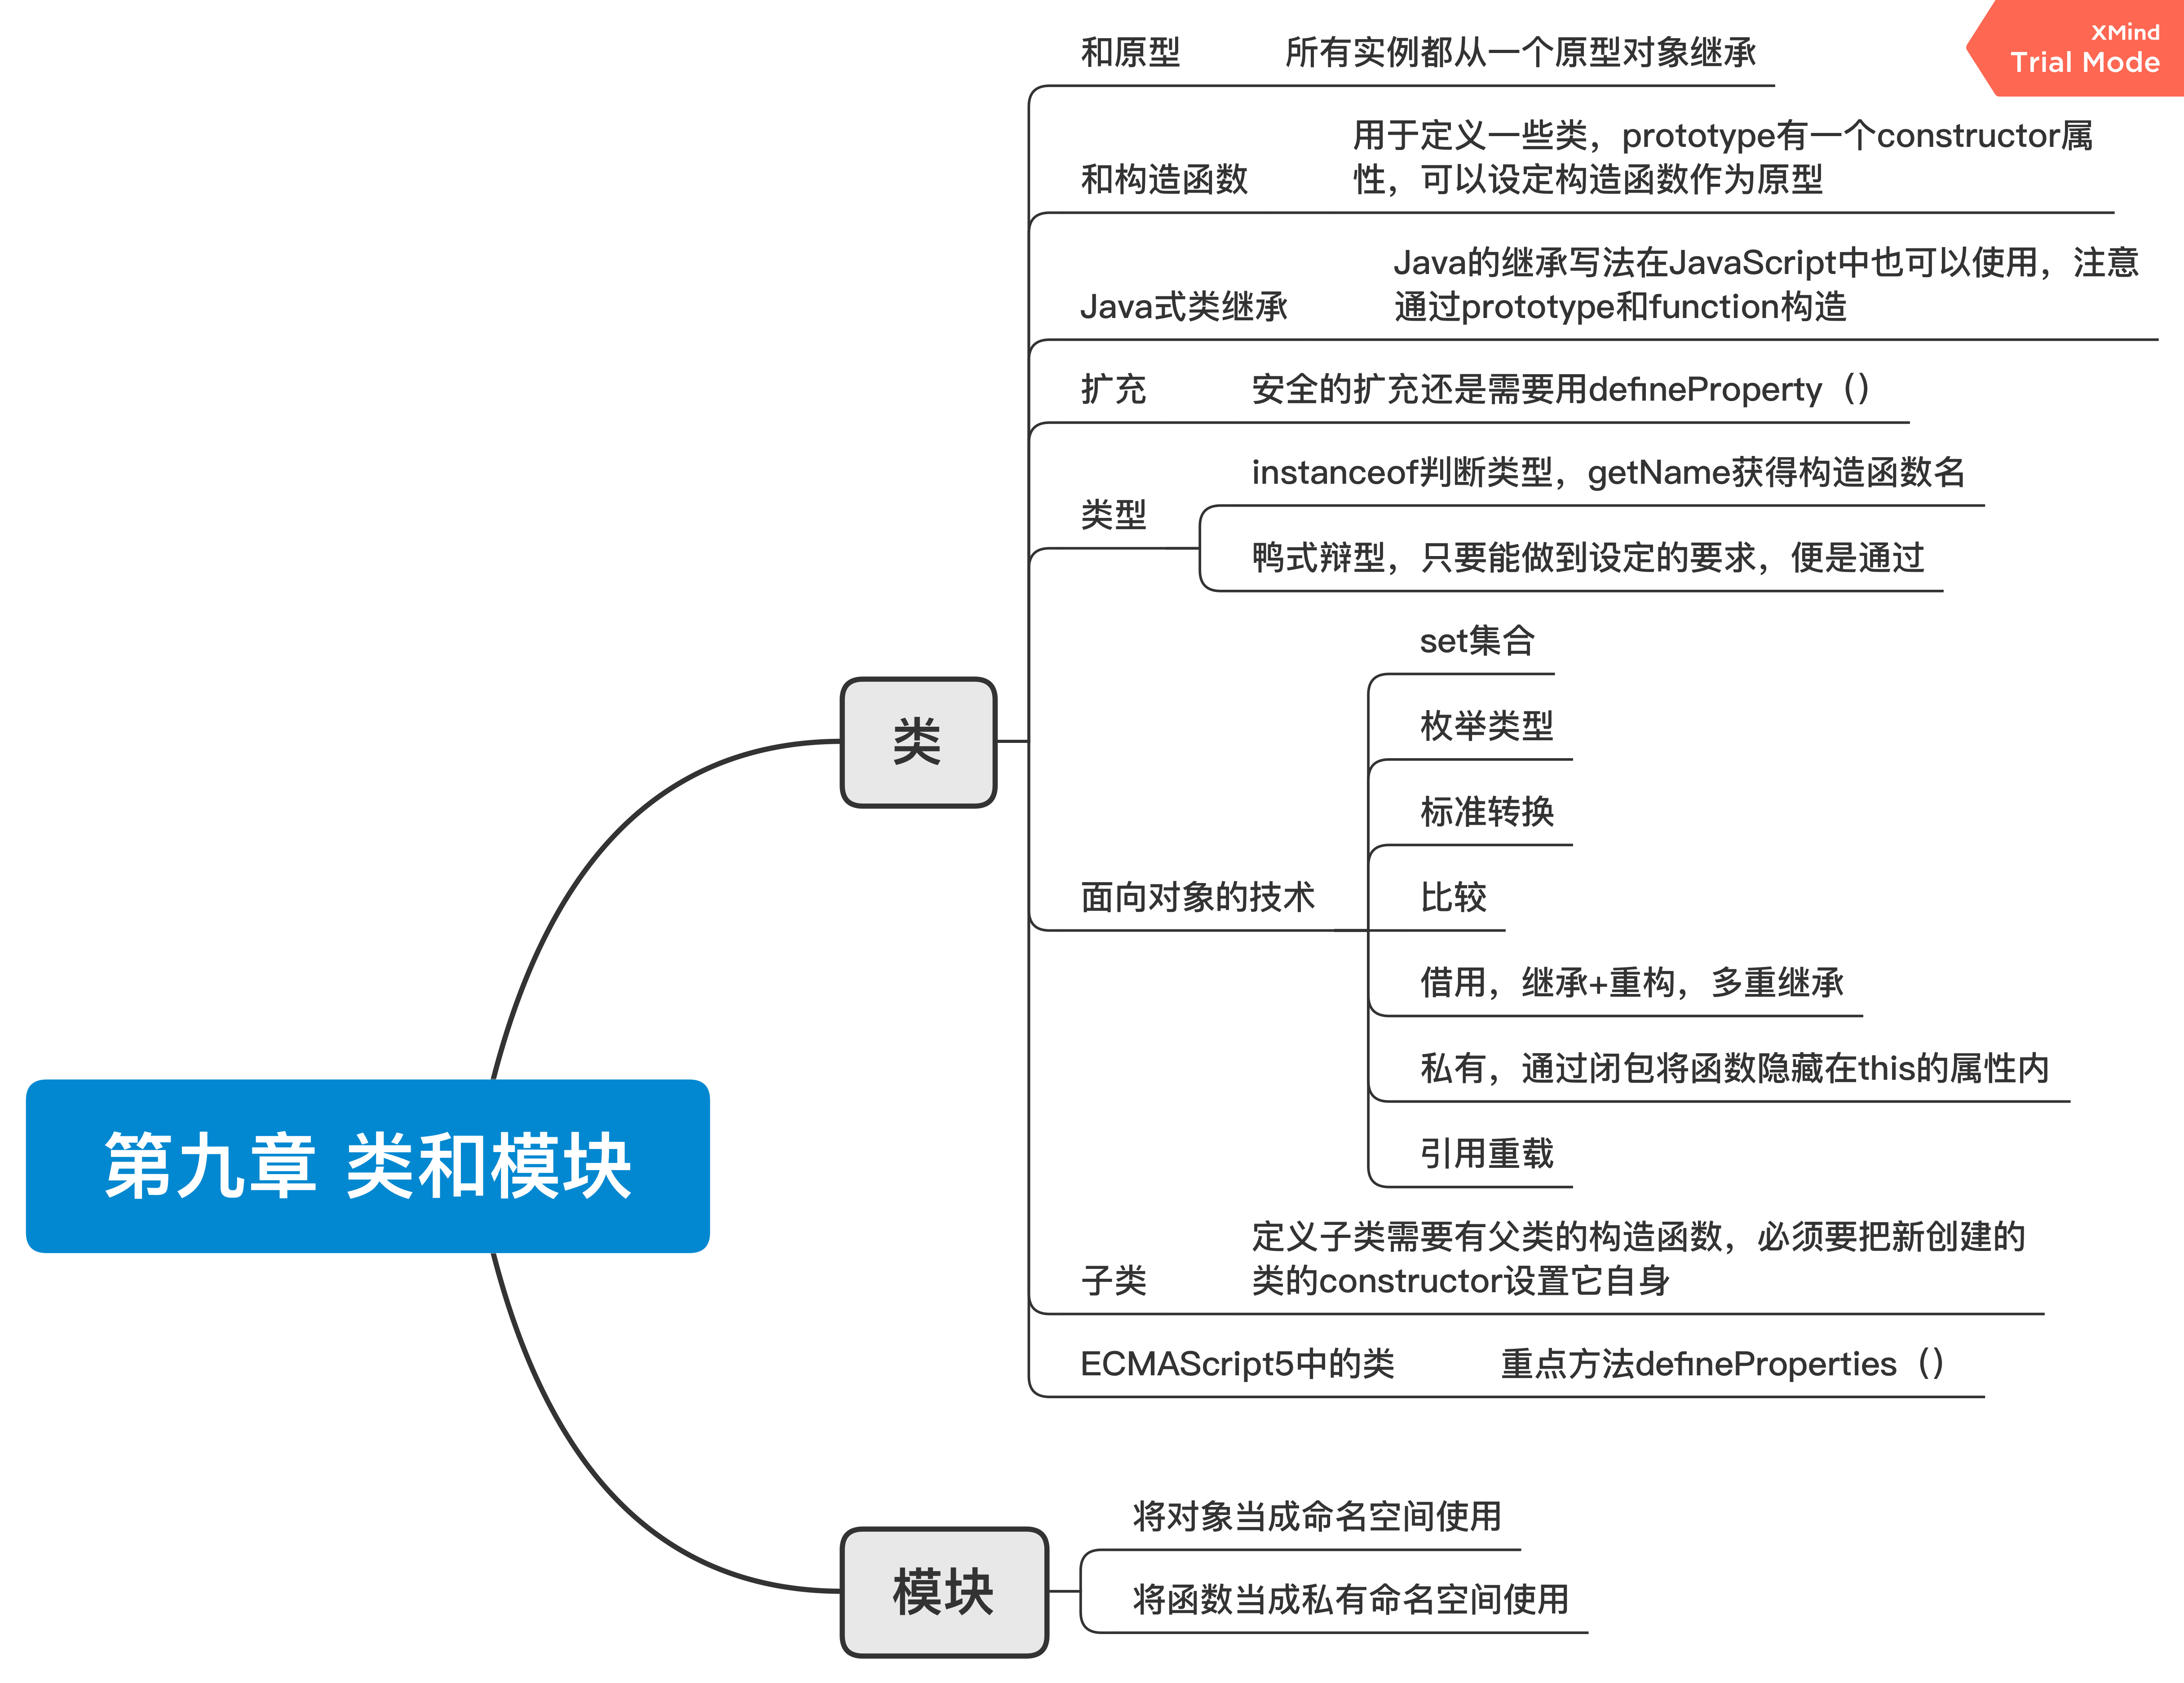 XMind
Trial Mode
和原型
所有实例都从一个原型对象继承
和构造函数
用于定义一些类，prototype有一个constructor属
性，可以设定构造函数作为原型
Java式类继承
Java的继承写法在JavaScript中也可以使用，注意
通过prototype和function构造
扩充
安全的扩充还是需要用defineProperty（）
类型
instanceof判断类型，getName获得构造函数名
鸭式辩型，只要能做到设定的要求，便是通过
类
面向对象的技术
set集合
枚举类型
标准转换
比较
借用，继承+重构，多重继承
私有，通过闭包将函数隐藏在this的属性内
引用重载
第九章 类和模块
子类
定义子类需要有父类的构造函数，必须要把新创建的
类的constructor设置它自身
ECMAScript5中的类
重点方法defineProperties（）
模块
将对象当成命名空间使用
将函数当成私有命名空间使用